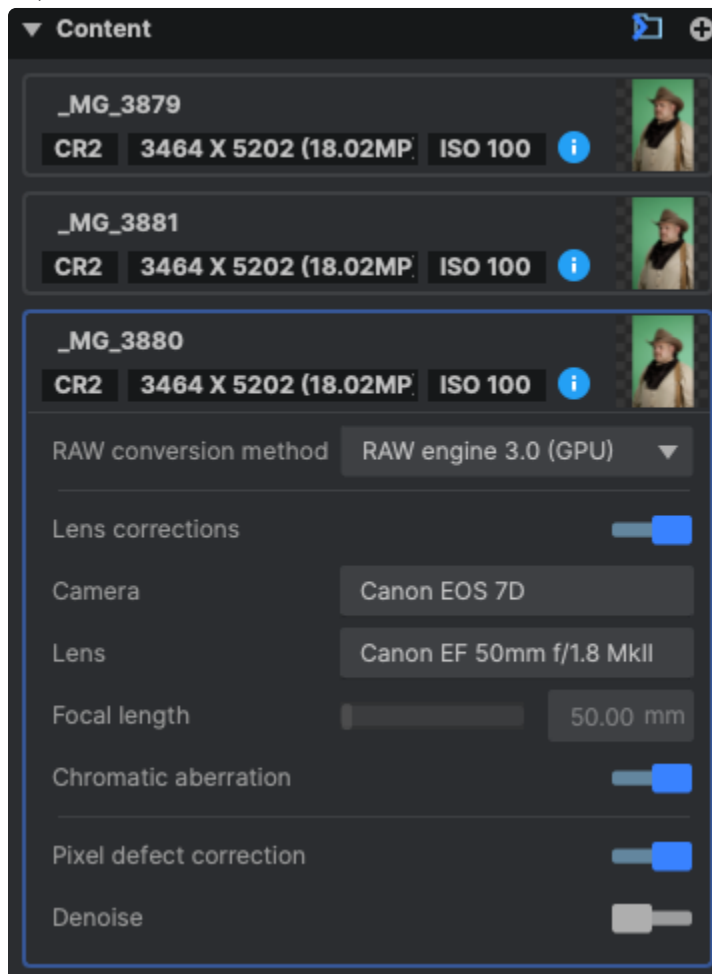 Content
_MG_3879
CR2 3464 X 5202 (18.02MP) ISO 100
_MG_3881
CR2 3464 X 5202 (18.02MP) ISO 100
_MG_3880
CR2 3464 X 5202 (18.02MP) ISO 100
RAW conversion method RAW engine 3.0 (GPU)
Lens corrections
Camera Canon EOS 7D
Lens Canon EF 50mm f/1.8 MkII
Focal length 50.00 mm
Chromatic aberration
Pixel defect correction
Denoise